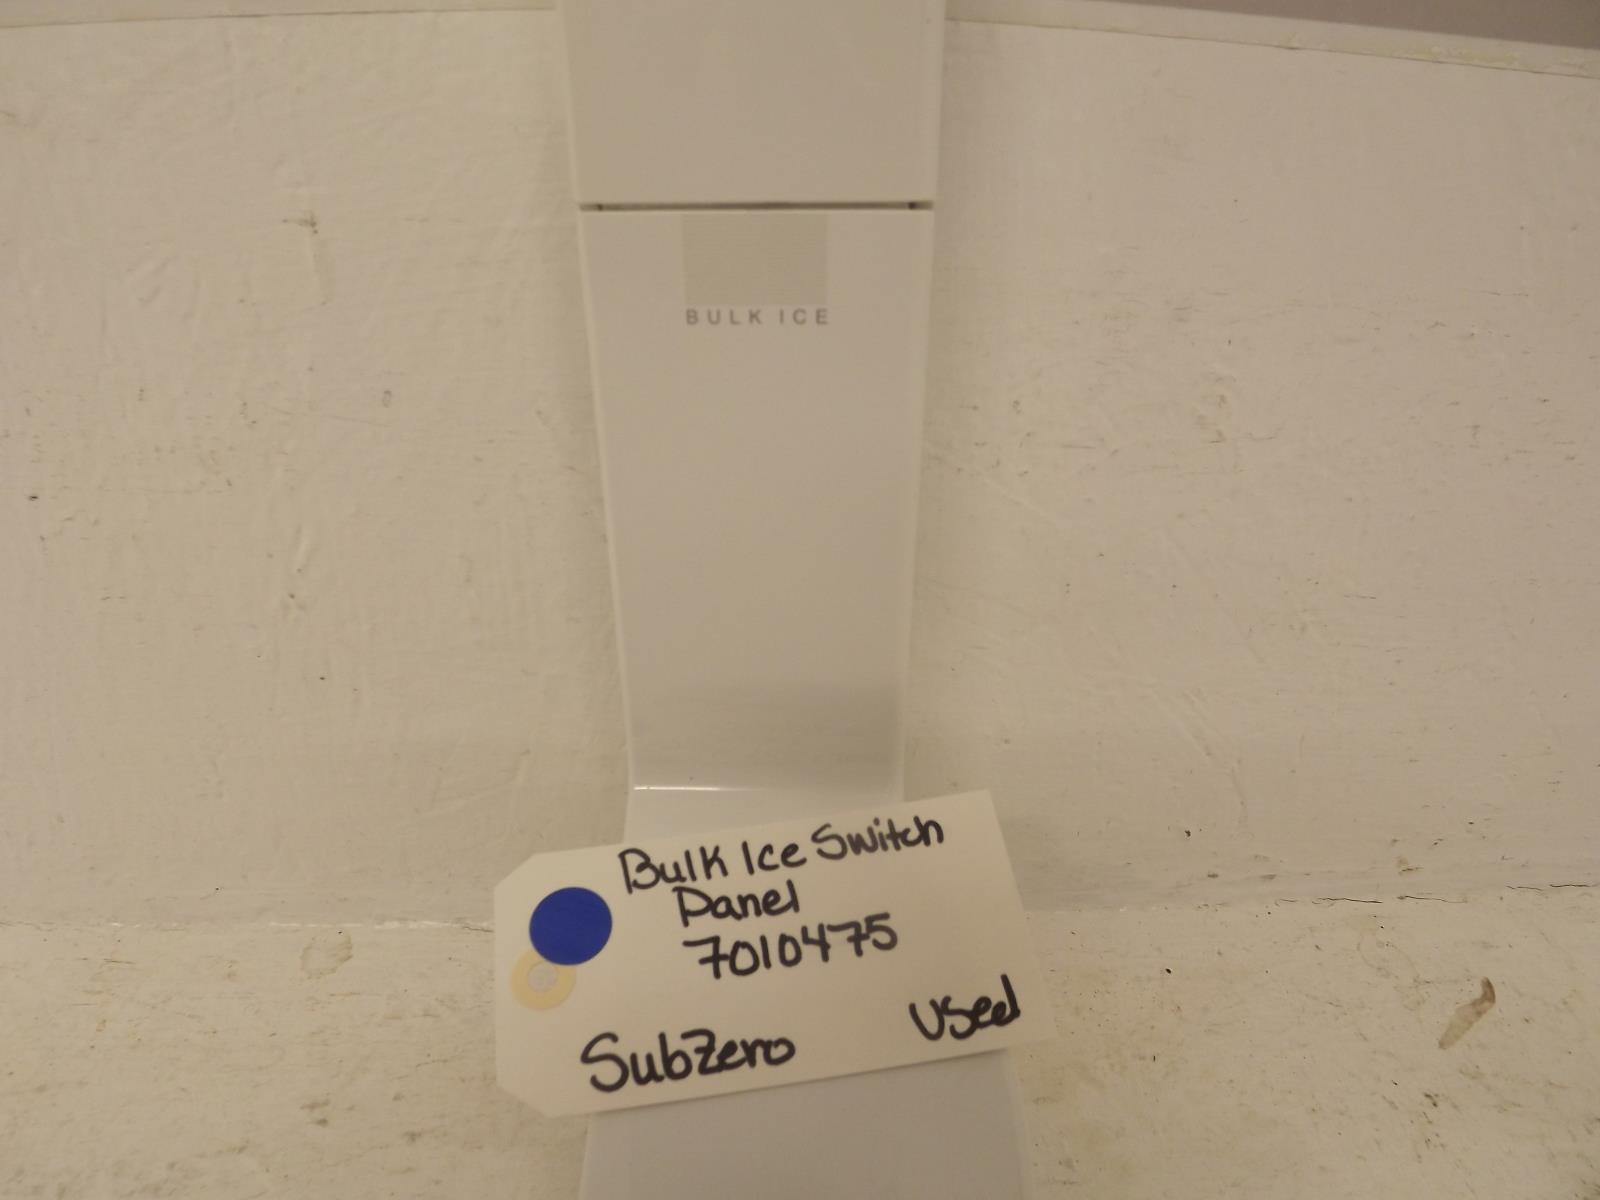 BULK ICE
Bulk Ice Switch
Panel
7010475
Used
SubZero